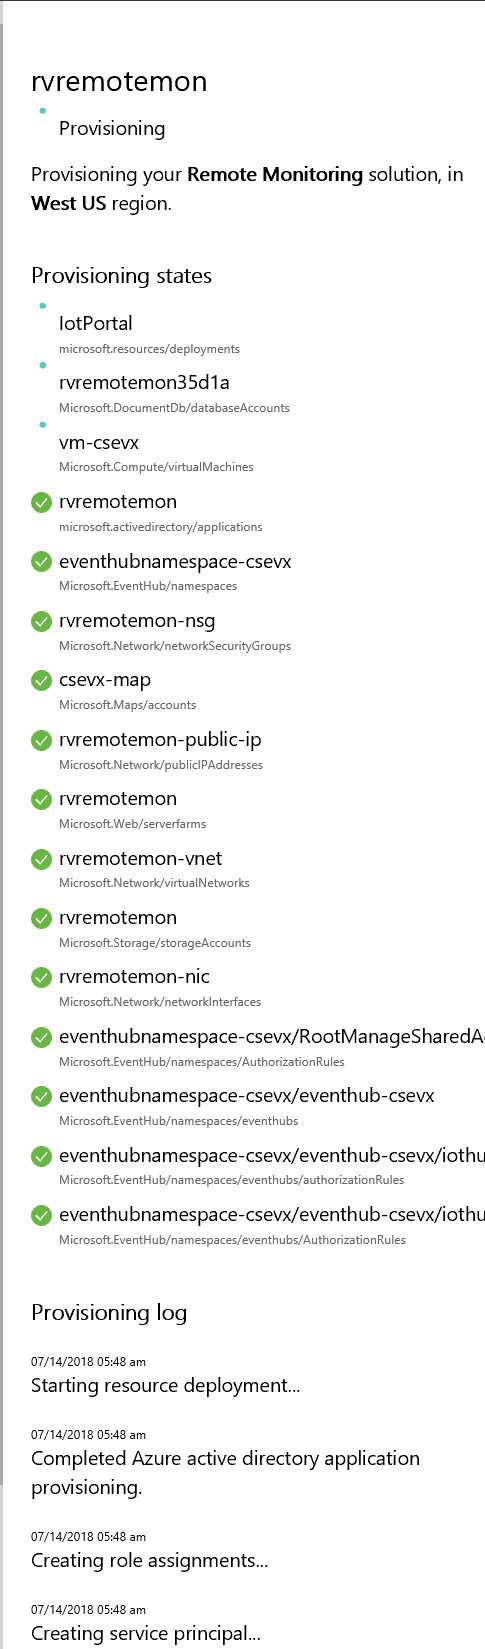 rvremotemon
Provisioning
Provisioning your Remote Monitoring solution, in
West US region.
Provisioning states
IotPortal
microsoft.resources/deployments
rvremotemon35d1a
Microsoft.DocumentDb/databaseAccounts
vm-csevx
Microsoft.Compute/virtualMachines
rvremotemon
microsoft.activedirectory/applications
eventhubnamespace-csevx
Microsoft.EventHub/namespaces
rvremotemon-nsg
Microsoft.Network/networkSecurityGroups
csevx-map
Microsoft.Maps/accounts
rvremotemon-public-ip
Microsoft.Network/publicIPAddresses
rvremotemon
Microsoft.Web/serverfarms
rvremotemon-vnet
Microsoft.Network/virtualNetworks
rvremotemon
Microsoft.Storage/storageAccounts
rvremotemon-nic
Microsoft.Network/networkInterfaces
eventhubnamespace-csevx/RootManageSharedAc
Microsoft.EventHub/namespaces/AuthorizationRules
eventhubnamespace-csevx/eventhub-csevx
Microsoft.EventHub/namespaces/eventhubs
eventhubnamespace-csevx/eventhub-csevx/iothu
Microsoft.EventHub/namespaces/eventhubs/authorizationRules
eventhubnamespace-csevx/eventhub-csevx/iothu
Microsoft.EventHub/namespaces/eventhubs/AuthorizationRules
Provisioning log
07/14/2018 05:48 am
Starting resource deployment...
07/14/2018 05:48 am
Completed Azure active directory application
provisioning.
07/14/2018 05:48 am
Creating role assignments...
07/14/2018 05:48 am
Creating service principal...